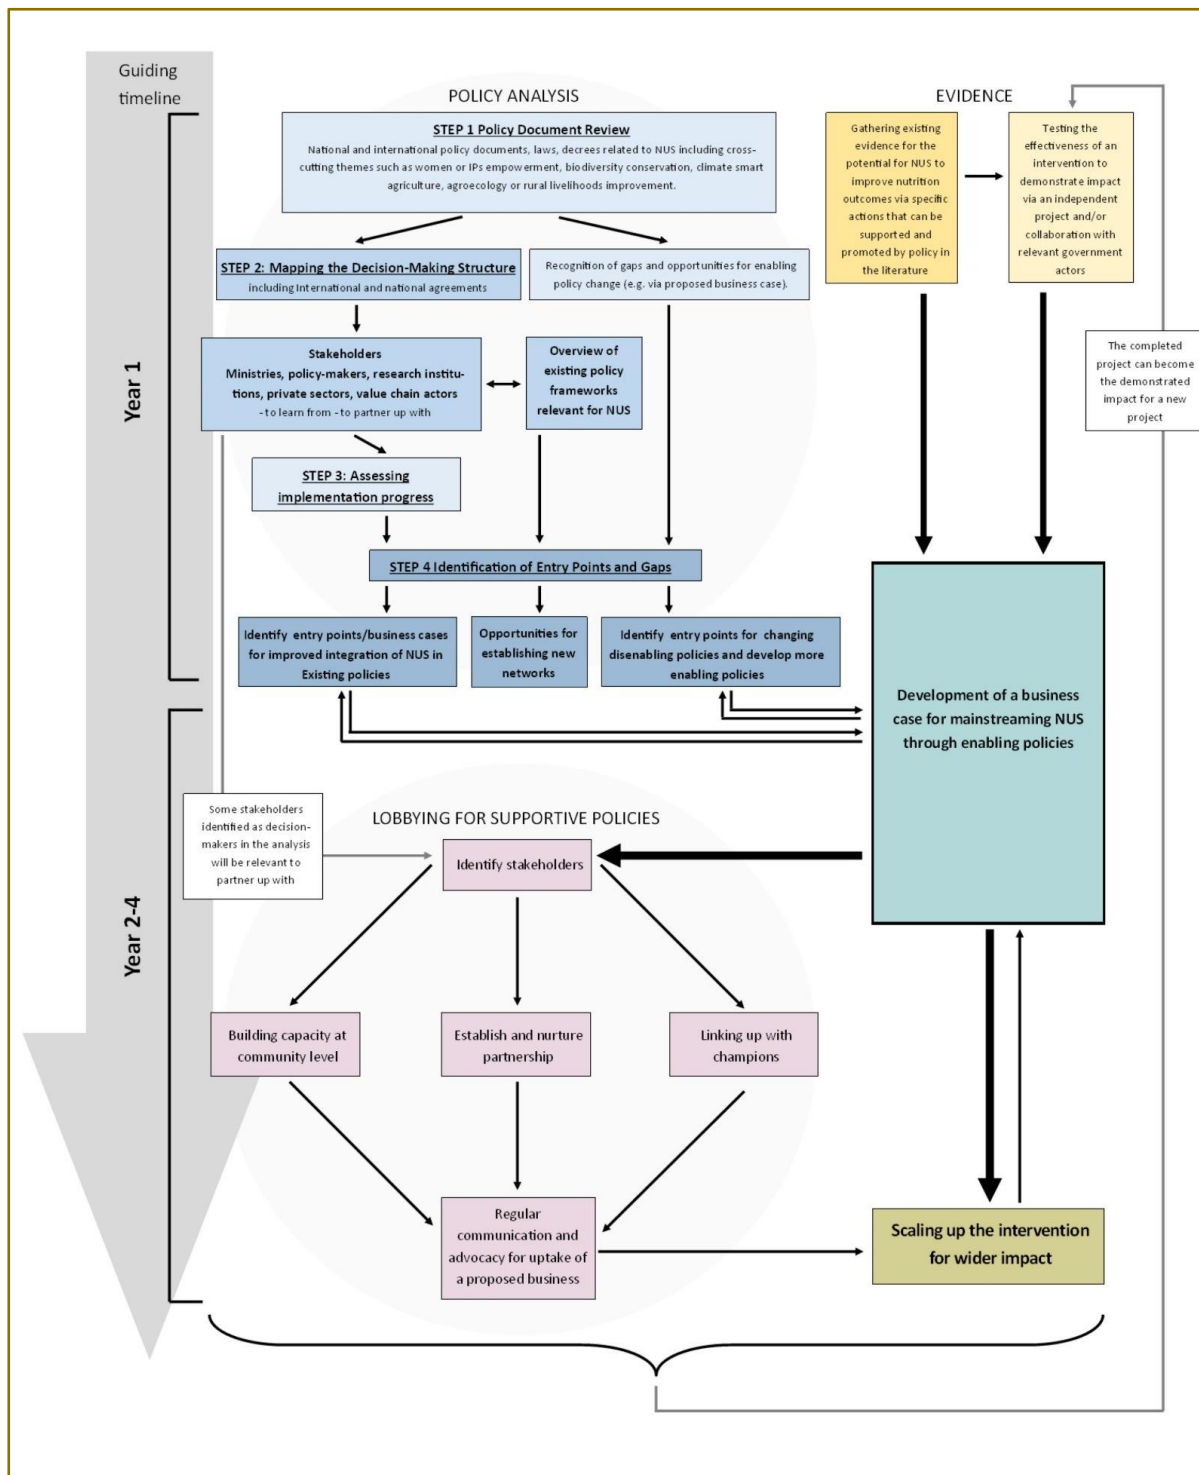 Guiding
timeline
POLICY ANALYSIS
EVIDENCE
STEP 1 Policy Document Review
National and international policy documents, laws, decrees related to NUS including cross-
cutting themes such as women or IPs empowerment, biodiversity conservation, climate smart
agriculture, agroecology or rural livelihoods improvement.
Gathering existing
evidence for the
potential for NUS to
improve nutrition
outcomes via specific
actions that can be
supported and
promoted by policy in
the literature
Testing the
effectiveness of an
intervention to
demonstrate impact
via an independent
project and/or
collaboration with
relevant government
actors
STEP 2: Mapping the Decision-Making Structure
including International and national agreements
Recognition of gaps and opportunities for enabling
policy change (e.g. via proposed business case).
Year 1
Stakeholders
Ministries, policy-makers, research institu-
tions, private sectors, value chain actors
- to learn from - to partner up with
Overview of
existing policy
frameworks
relevant for NUS
The completed
project can become
the demonstrated
impact for a new
project
STEP 3: Assessing
implementation progress
STEP 4 Identification of Entry Points and Gaps
Identify entry points/business cases
for improved integration of NUS in
Existing policies
Opportunities for
establishing new
networks
Identify entry points for changing
disenabling policies and develop more
enabling policies
Development of a business
case for mainstreaming NUS
through enabling policies
Year 2-4
Some stakeholders
identified as decision-
makers in the analysis
will be relevant to
partner up with
LOBBYING FOR SUPPORTIVE POLICIES
Identify stakeholders
Building capacity at
community level
Establish and nurture
partnership
Linking up with
champions
Regular
communication and
advocacy for uptake of
a proposed business
Scaling up the intervention
for wider impact